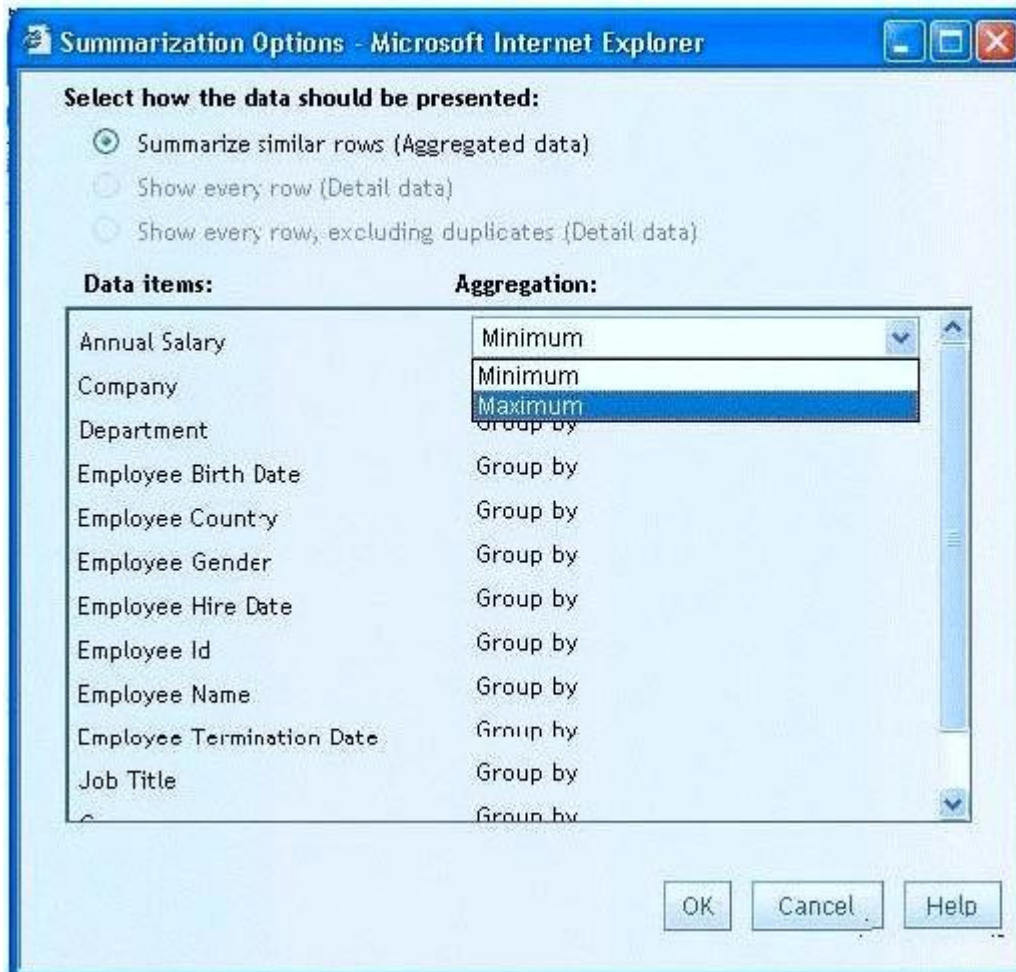 Summarization Options - Microsoft Internet Explorer
Select how the data should be presented:
Summarize similar rows (Aggregated data)
Show every row (Detail data)
Show every row, excluding duplicates (Detail data)
Data items: Aggregation:
Annual Salary Minimum
Minimum
Company
Maximum
Department Group by
Employee Birth Date Group by
Employee Country Group by
Employee Gender Group by
Employee Hire Date Group by
Employee Id Group by
Employee Name Group by
Employee Termination Date Group by
Job Title Group by
Group by
OK Cancel Help